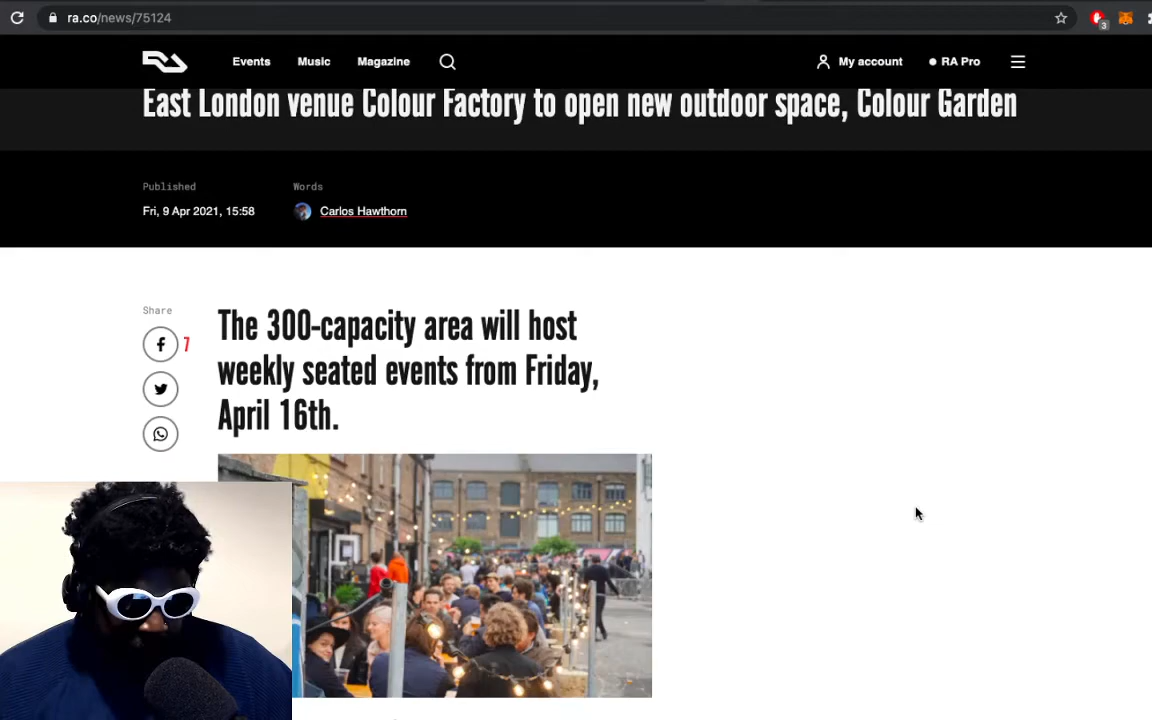 ra.co/news/75124
3
Events Music Magazine My account RA Pro
East London venue Colour Factory to open new outdoor space, Colour Garden
Published Words
Fri, 9 Apr 2021, 15:58 Carlos Hawthorn
Share
7
The 300-capacity area will host
weekly seated events from Friday,
April 16th.